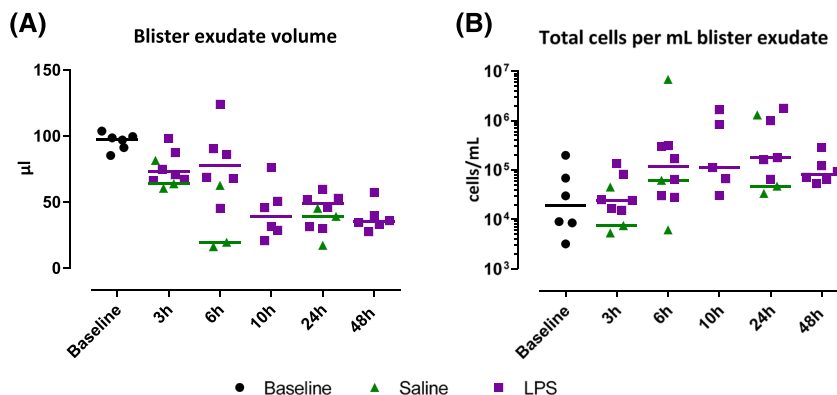 (A)
Blister exudate volume
150
100
50
0
µl
Baseline
3h
6h
10h
24h
48h
(B)
Total cells per mL blister exudate
10⁷
10⁶
10⁵
10⁴
10³
cells/mL
Baseline
3h
6h
10h
24h
48h
Baseline
Saline
LPS